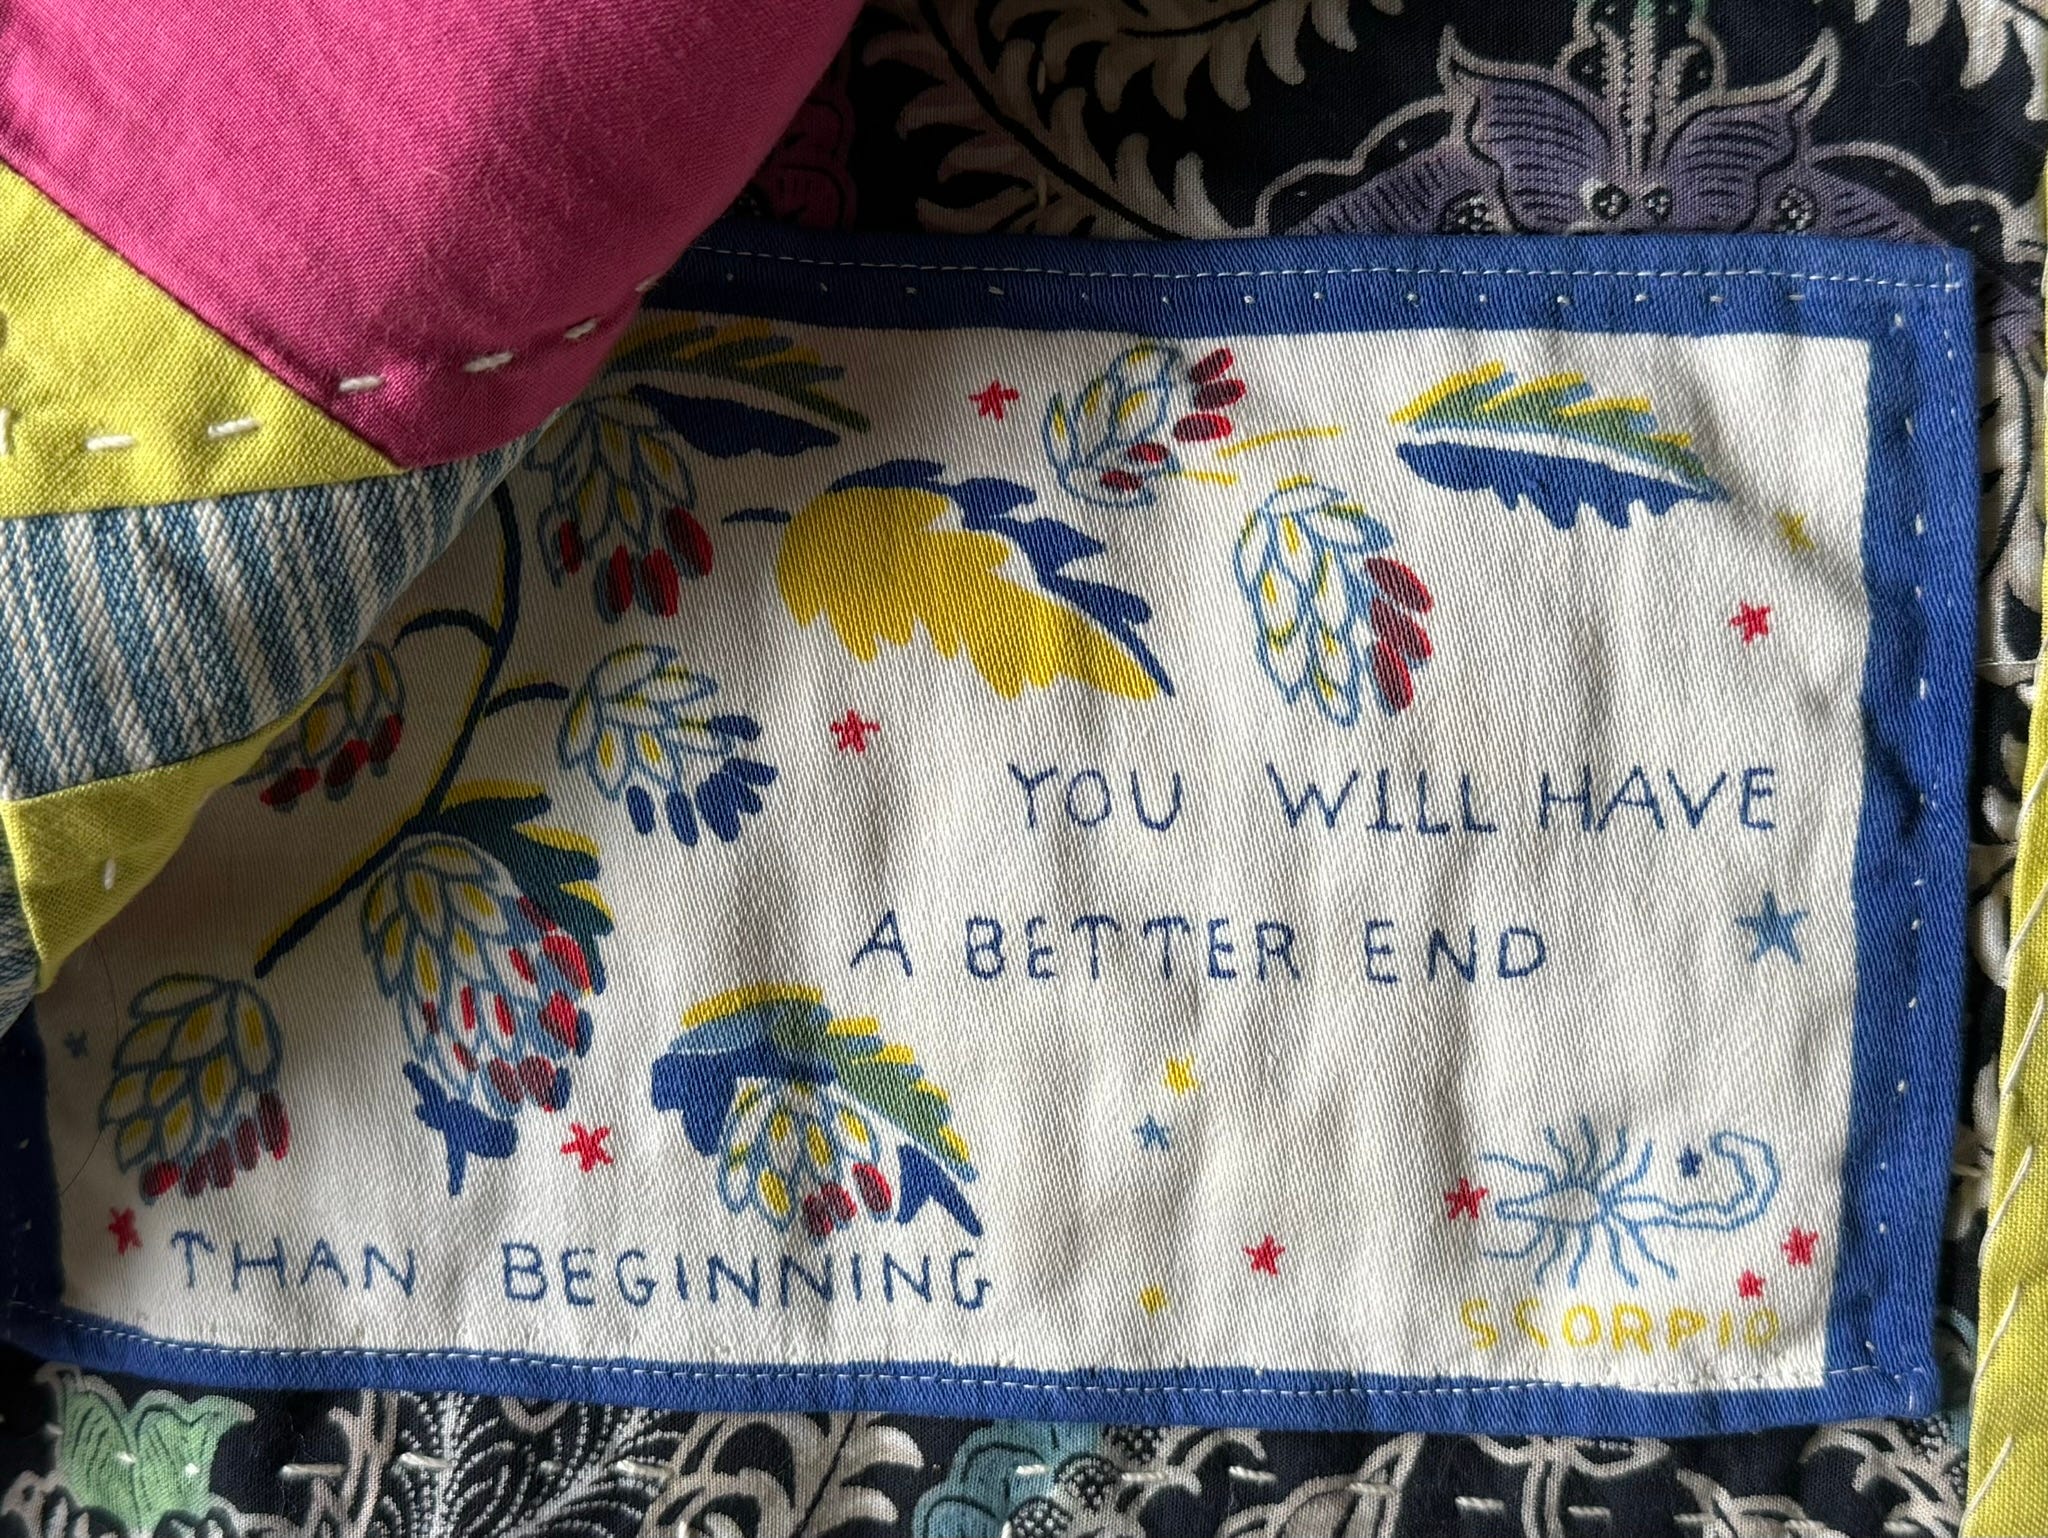 YOU WILL HAVE
A BETTER END
THAN BEGINNING
SCORPIO